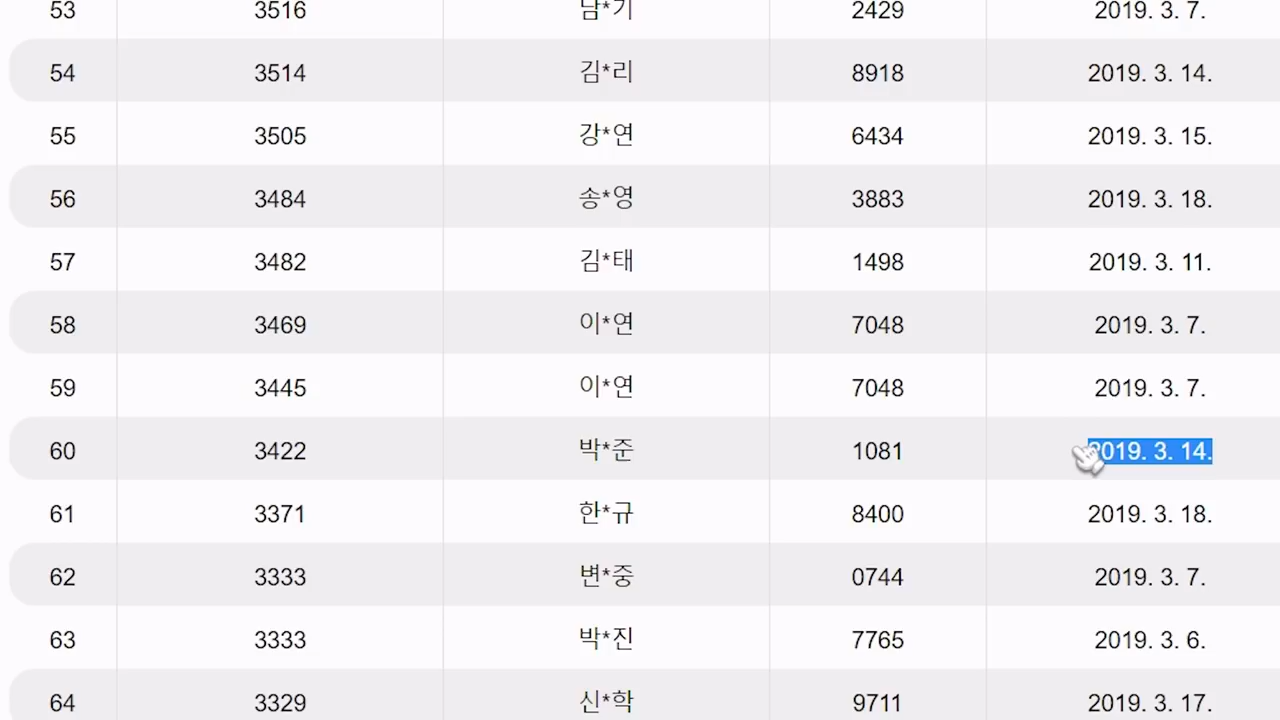 53 3516 남*기 2429 2019. 3. 7.
54 3514 김*리 8918 2019. 3. 14.
55 3505 강*연 6434 2019. 3. 15.
56 3484 송*영 3883 2019. 3. 18.
57 3482 김*태 1498 2019. 3. 11.
58 3469 이*연 7048 2019. 3. 7.
59 3445 이*연 7048 2019. 3. 7.
60 3422 박*준 1081 2019. 3. 14.
61 3371 한*규 8400 2019. 3. 18.
62 3333 변*중 0744 2019. 3. 7.
63 3333 박*진 7765 2019. 3. 6.
64 3329 신*학 9711 2019. 3. 17.